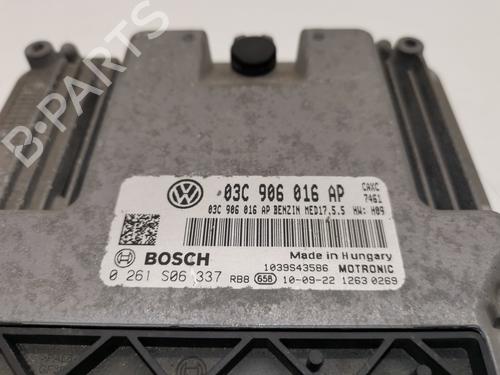 B-PARTS
03C 906 016 AP
CAXC
7461
03C 906 016 AP BENZIN MED17.5.5 HW: H09
BOSCH
Made in Hungary
1039S43586 MOTRONIC
0 261 S06 337 RB8 658 10-09-22 1263 0269